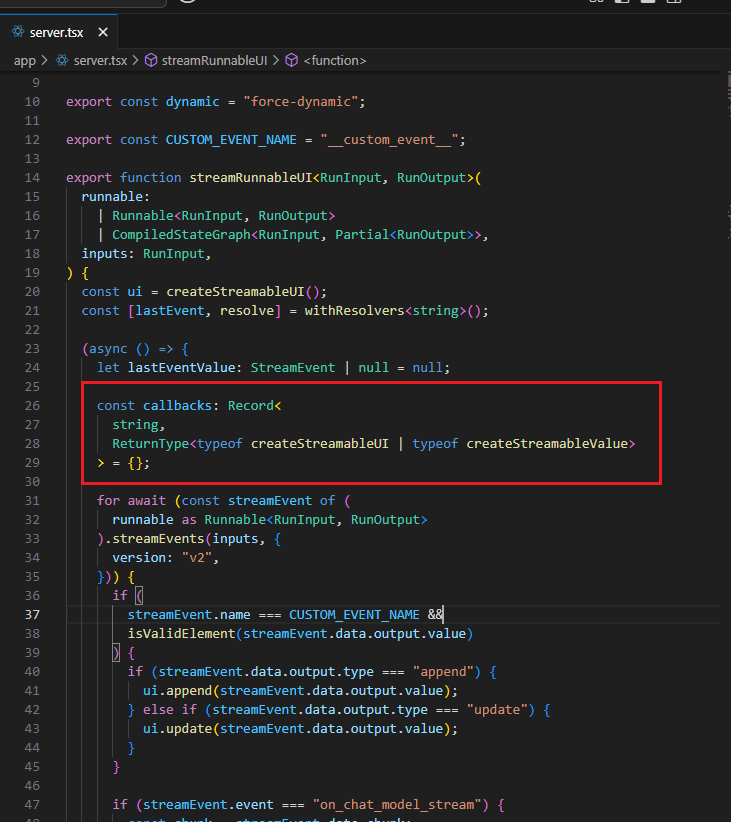 server.tsx
app > server.tsx > streamRunnableUI > <function>
9
10 export const dynamic = "force-dynamic";
11
12 export const CUSTOM_EVENT_NAME = "__custom_event__";
13
14 export function streamRunnableUI<RunInput, RunOutput>(
15 runnable:
16 | Runnable<RunInput, RunOutput>
17 | CompiledStateGraph<RunInput, Partial<RunOutput>>,
18 inputs: RunInput,
19 ) {
20 const ui = createStreamableUI();
21 const [lastEvent, resolve] = withResolvers<string>();
22
23 (async () => {
24 let lastEventValue: StreamEvent | null = null;
25
26 const callbacks: Record<
27 string,
28 ReturnType<typeof createStreamableUI | typeof createStreamableValue>
29 > = {};
30
31 for await (const streamEvent of (
32 runnable as Runnable<RunInput, RunOutput>
33 ).streamEvents(inputs, {
34 version: "v2",
35 })) {
36 if (
37 streamEvent.name === CUSTOM_EVENT_NAME &&
38 isValidElement(streamEvent.data.output.value)
39 ) {
40 if (streamEvent.data.output.type === "append") {
41 ui.append(streamEvent.data.output.value);
42 } else if (streamEvent.data.output.type === "update") {
43 ui.update(streamEvent.data.output.value);
44 }
45 }
46
47 if (streamEvent.event === "on_chat_model_stream") {
48 const chunk = streamEvent.data.chunk;